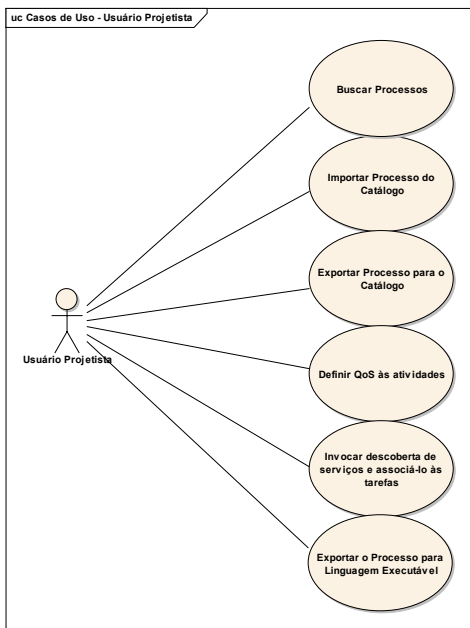 uc Casos de Uso - Usuário Projetista
Buscar Processos
Importar Processo do
Catálogo
Exportar Processo para o
Catálogo
Usuário Projetista
Definir QoS às atividades
Invocar descoberta de
serviços e associá-lo às
tarefas
Exportar o Processo para
Linguagem Executável